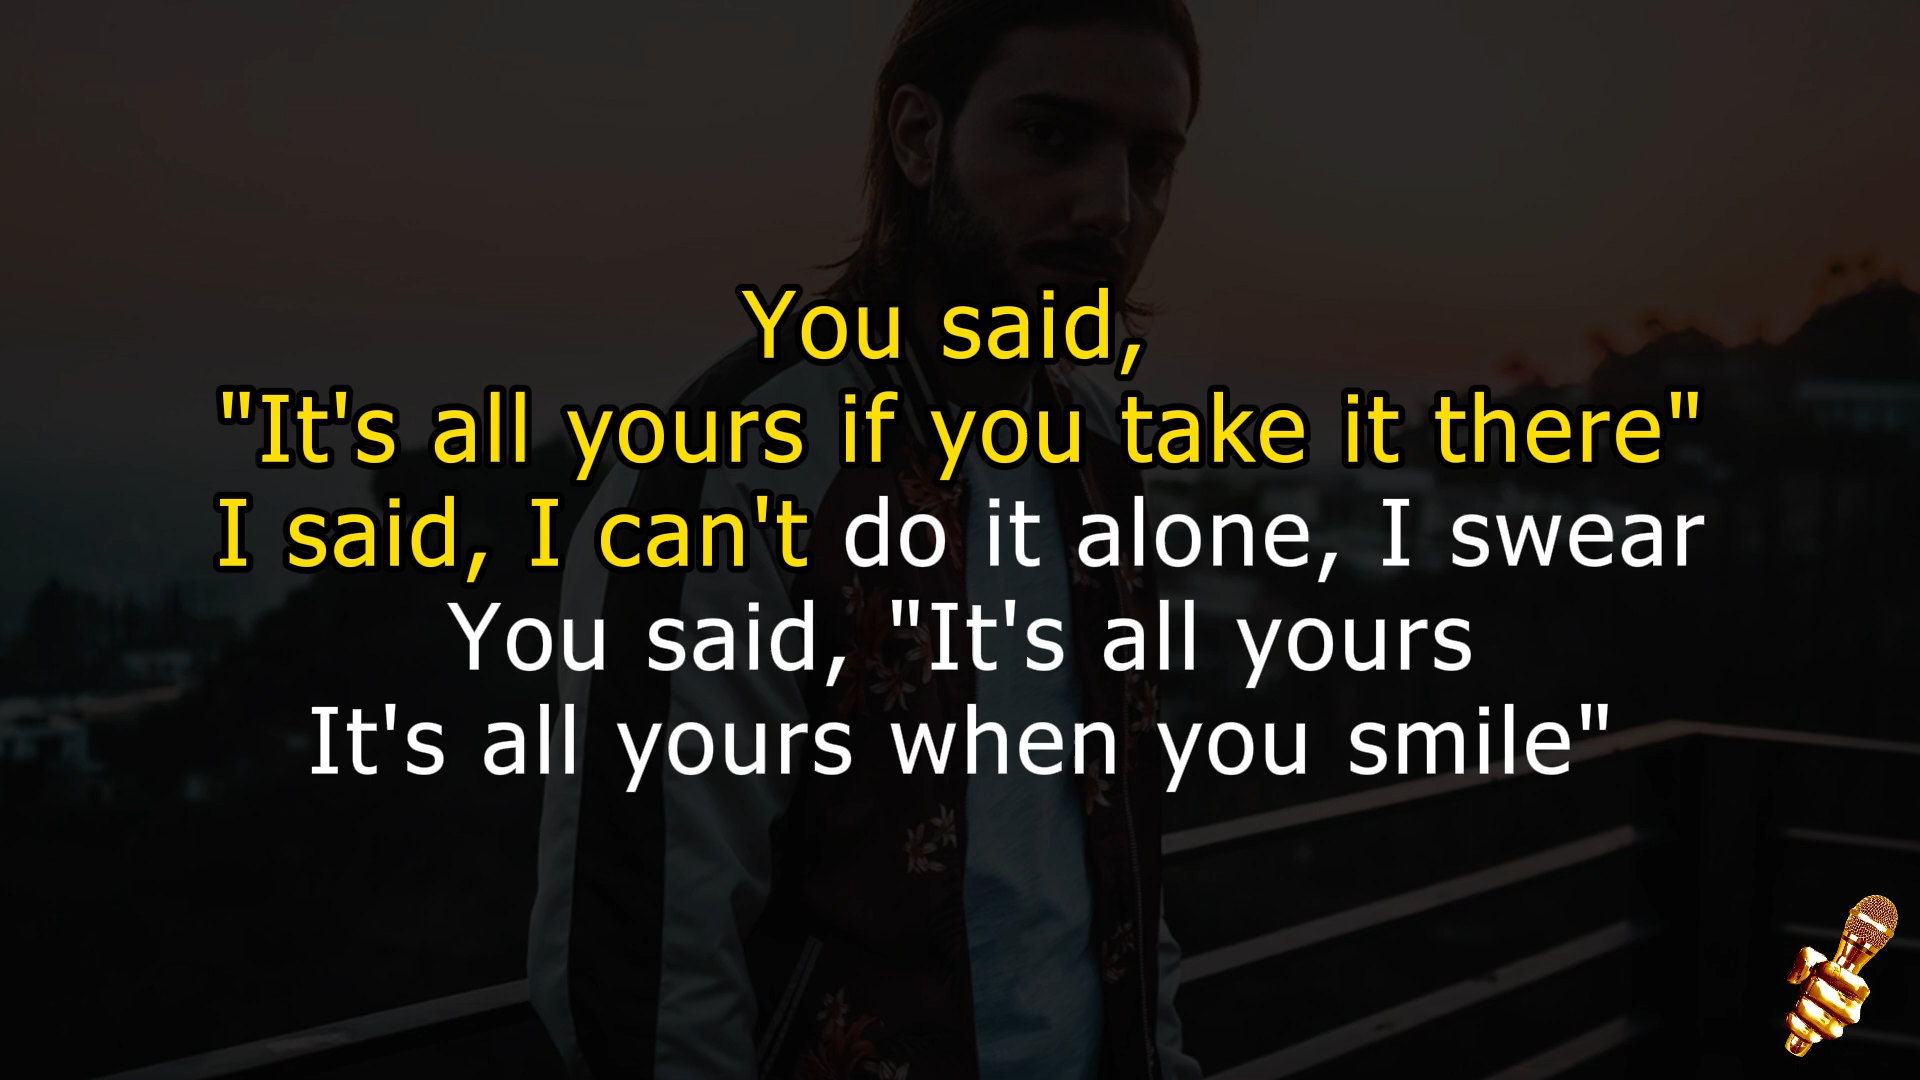 You said,
"It's all yours if you take it there"
I said, I can't do it alone, I swear
You said, "It's all yours
It's all yours when you smile"